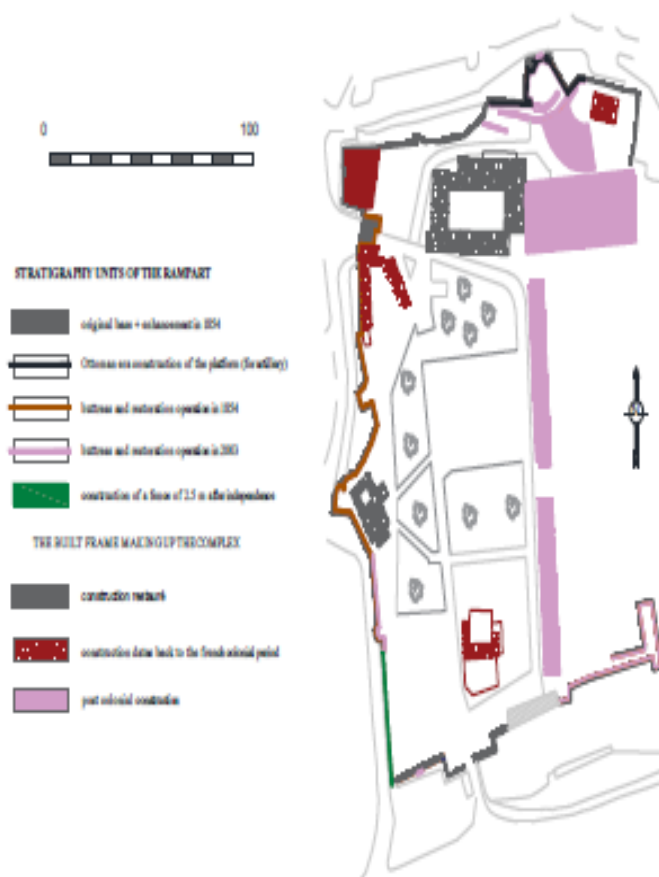 0 100
STRATIGRAPHY UNITS OF THE RAMPART
original base + enhancement in 1854
Ottoman era construction of the platform (for artillery)
buttress and restoration operation in 1854
buttress and restoration operation in 2003
construction of a fence of 2.5 m after independence
THE BUILT FRAME MAKING UP THE COMPLEX
construction restauré
construction dates back to the french colonial period
post colonial construction